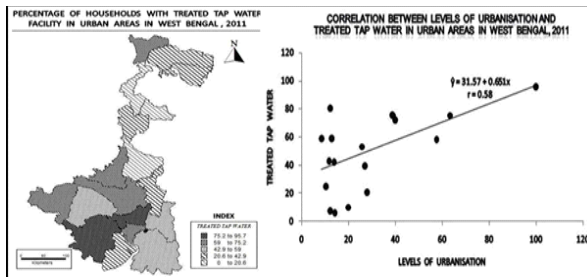 PERCENTAGE OF HOUSEHOLDS WITH TREATED TAP WATER
FACILITY IN URBAN AREAS IN WEST BENGAL, 2011
N
INDEX
TREATED TAP WATER
75.2 to 95.7
59 to 75.2
42.9 to 59
20.6 to 42.9
0 to 20.6
CORRELATION BETWEEN LEVELS OF URBANISATION AND
TREATED TAP WATER IN URBAN AREAS IN WEST BENGAL, 2011
120
100
80
60
40
20
0
TREATED TAP WATER
ŷ = 31.57 + 0.651x
r = 0.58
0 20 40 60 80 100 120
LEVELS OF URBANISATION